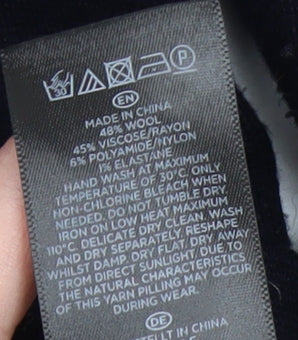 P
EN
MADE IN CHINA
48% WOOL
45% VISCOSE/RAYON
6% POLYAMIDE/NYLON
1% ELASTANE
HAND WASH AT MAXIMUM
TEMPERATURE OF 30°C. ONLY
NON-CHLORINE BLEACH WHEN
NEEDED. DO NOT TUMBLE DRY
IRON ON LOW HEAT MAXIMUM
110°C. DELICATE DRY CLEAN. WASH
AND DRY SEPARATELY. RESHAPE
WHILST DAMP. DRY FLAT. DRY AWAY
FROM DIRECT SUNLIGHT. DUE TO
THE NATURAL CHARACTERISTICS
OF THIS YARN PILLING MAY OCCUR
DURING WEAR.
DE
IN CHINA